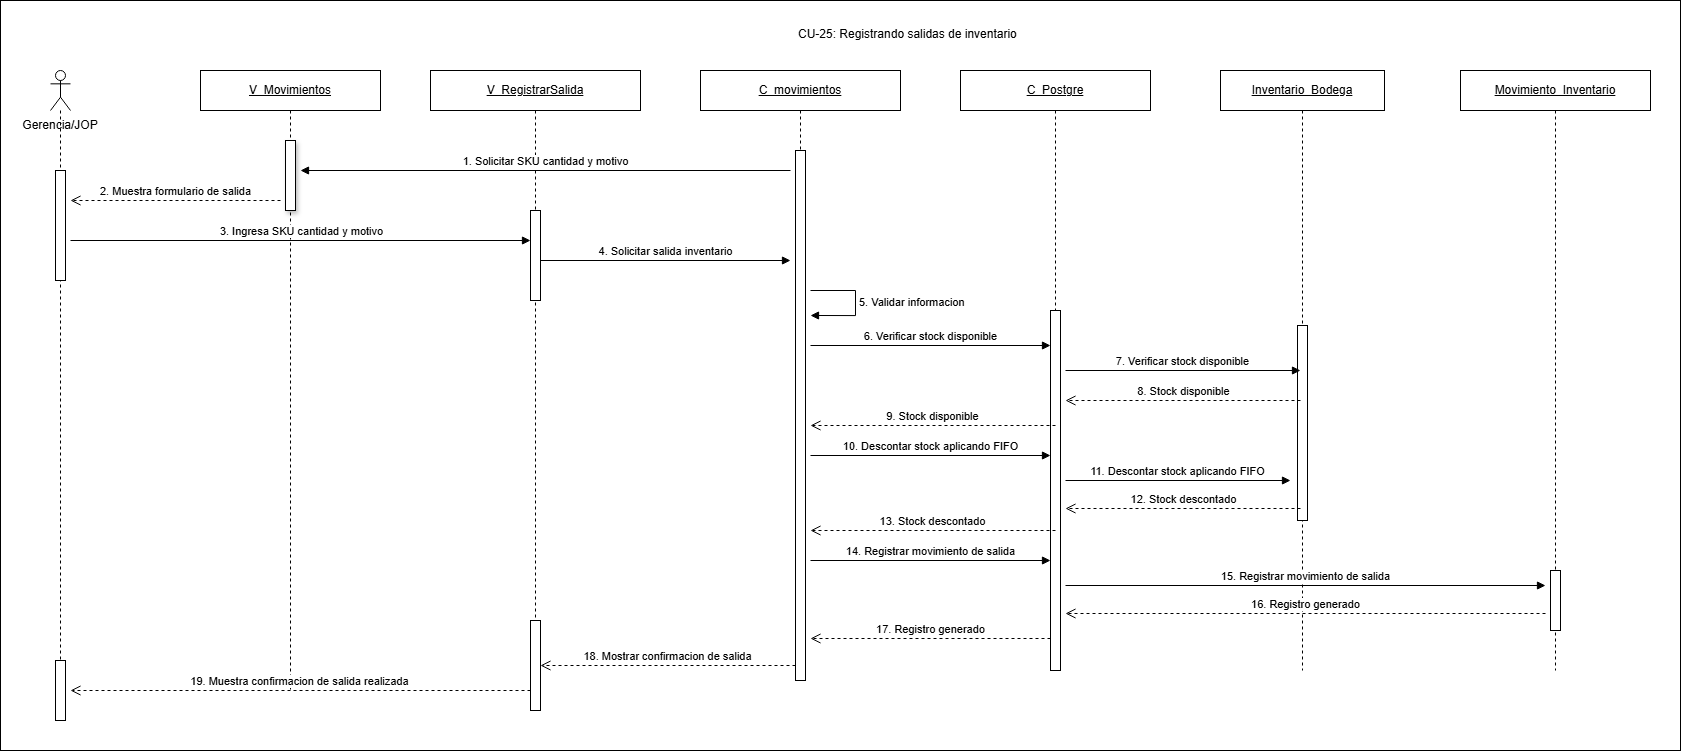 CU-25: Registrando salidas de inventario
Gerencia/JOP
V_Movimientos
V_RegistrarSalida
C_movimientos
C_Postgre
Inventario_Bodega
Movimiento_Inventario
1. Solicitar SKU cantidad y motivo
2. Muestra formulario de salida
3. Ingresa SKU cantidad y motivo
4. Solicitar salida inventario
5. Validar informacion
6. Verificar stock disponible
7. Verificar stock disponible
8. Stock disponible
9. Stock disponible
10. Descontar stock aplicando FIFO
11. Descontar stock aplicando FIFO
12. Stock descontado
13. Stock descontado
14. Registrar movimiento de salida
15. Registrar movimiento de salida
16. Registro generado
17. Registro generado
18. Mostrar confirmacion de salida
19. Muestra confirmacion de salida realizada